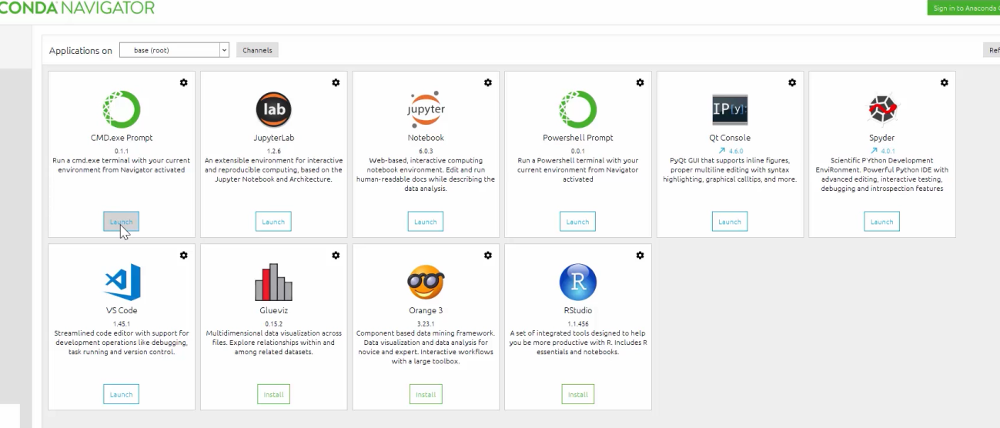 CONDA NAVIGATOR
Sign in to Anaconda
Applications on
base (root)
Channels
Ref
lab
jupyter
IP[y]:
CMD.exe Prompt
JupyterLab
Notebook
Powershell Prompt
Qt Console
Spyder
0.1.1
1.2.6
6.0.3
0.0.1
4.6.0
4.0.1
Run a cmd.exe terminal with your current
environment from Navigator activated
An extensible environment for interactive
and reproducible computing, based on the
Jupyter Notebook and Architecture.
Web-based, interactive computing
notebook environment. Edit and run
human-readable docs while describing the
data analysis.
Run a Powershell terminal with your
current environment from Navigator
activated
PyQt GUI that supports inline figures,
proper multiline editing with syntax
highlighting, graphical calltips, and more.
Scientific PYthon Development
EnviRonment. Powerful Python IDE with
advanced editing, interactive testing,
debugging and introspection features
Launch
Launch
Launch
Launch
Launch
Launch
R
VS Code
Glueviz
Orange 3
RStudio
1.45.1
0.15.2
3.23.1
1.1.456
Streamlined code editor with support for
development operations like debugging,
task running and version control.
Multidimensional data visualization across
files. Explore relationships within and
among related datasets.
Component based data mining framework.
Data visualization and data analysis for
novice and expert. Interactive workflows
with a large toolbox.
A set of integrated tools designed to help
you be more productive with R. Includes R
essentials and notebooks.
Launch
Install
Install
Install